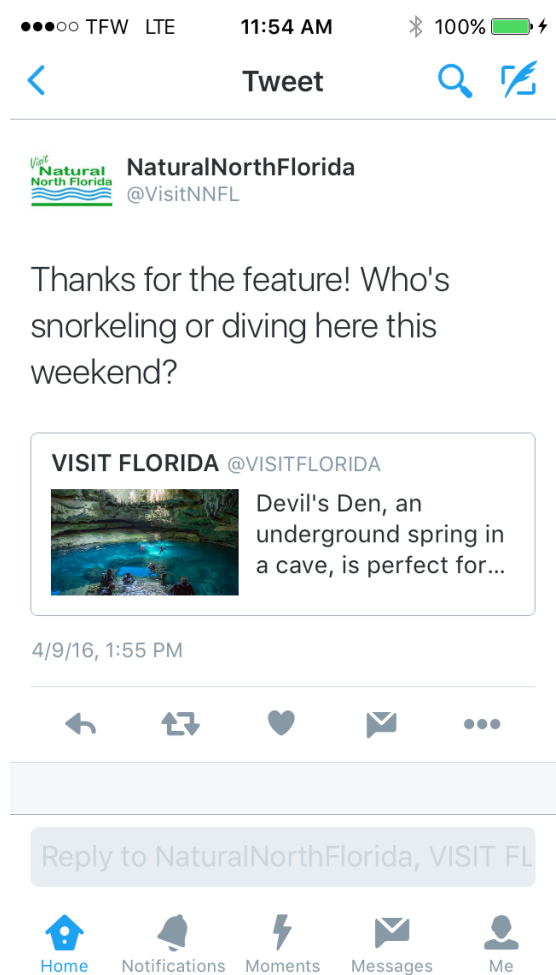 TFW LTE 11:54 AM 100%
Tweet
Visit
Natural
North Florida
NaturalNorthFlorida
@VisitNNFL
Thanks for the feature! Who's
snorkeling or diving here this
weekend?
VISIT FLORIDA @VISITFLORIDA
Devil's Den, an
underground spring in
a cave, is perfect for...
4/9/16, 1:55 PM
Reply to NaturalNorthFlorida, VISIT FL
Home Notifications Moments Messages Me